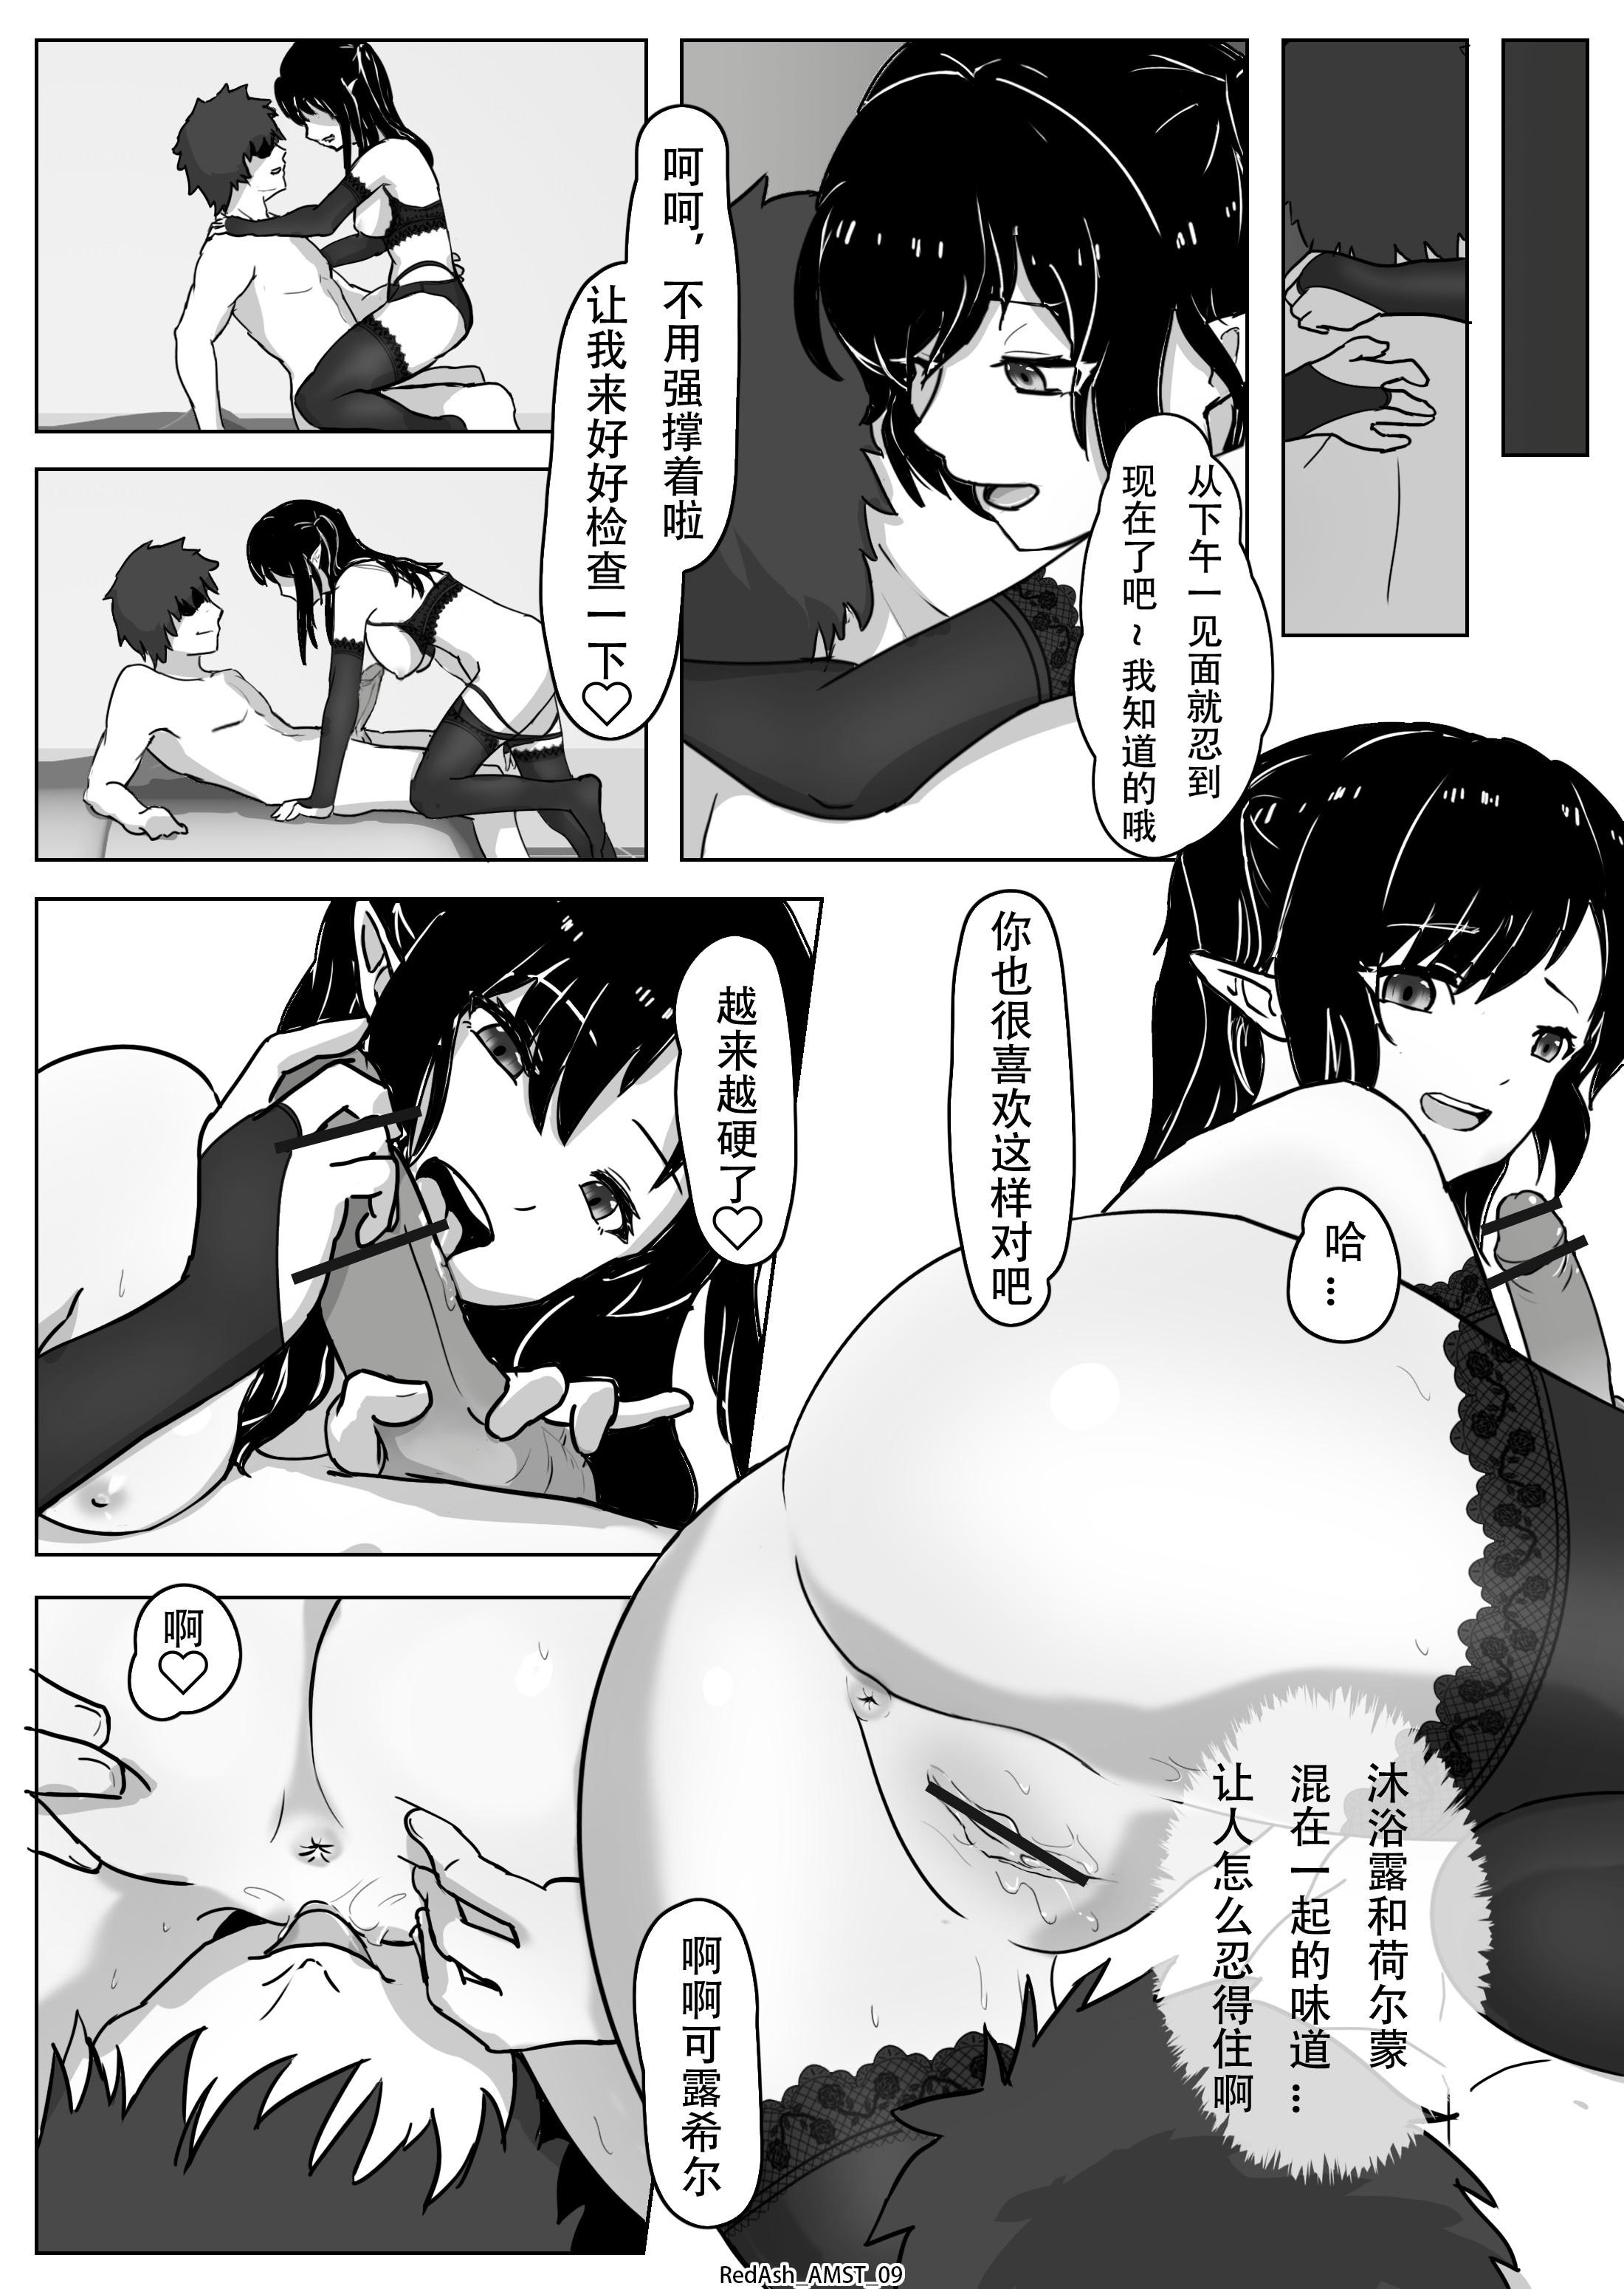 从下午一见面就忍到
现在了吧~我知道的哦
呵呵，不用强撑着啦
让我来好好检查一下♡
哈…
你也很喜欢这样对吧
越来越硬了♡
沐浴露和荷尔蒙
混在一起的味道…
让人怎么忍得住啊
啊啊可露希尔
啊♡
RedAsh_AMST_09